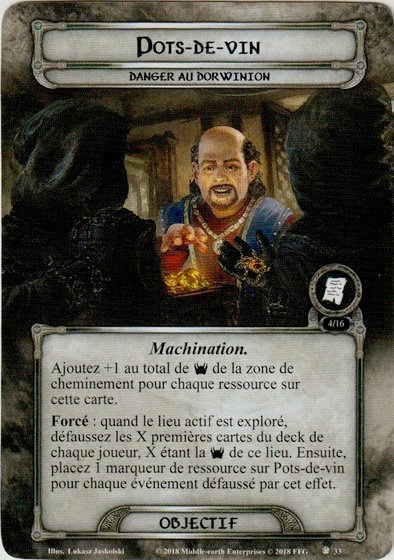 Pots-de-vin
Danger au Dorwinion
4/16
Machination.
Ajoutez +1 au total de de la zone de
cheminement pour chaque ressource sur
cette carte.
Forcé : quand le lieu actif est exploré,
défaussez les X premières cartes du deck de
chaque joueur, X étant la de ce lieu. Ensuite,
placez 1 marqueur de ressource sur Pots-de-vin
pour chaque événement défaussé par cet effet.
Illus. Lukasz Jaskolski © 2018 Middle-earth Enterprises © 2018 FFG 33
Objectif